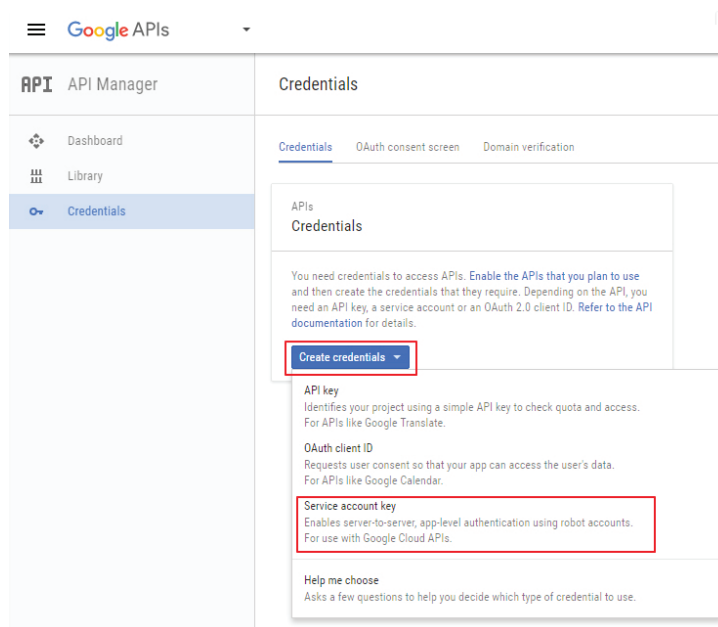 Google APIs
API API Manager
Credentials
Dashboard
Library
Credentials
Credentials OAuth consent screen Domain verification
APIs
Credentials
You need credentials to access APIs. Enable the APIs that you plan to use
and then create the credentials that they require. Depending on the API, you
need an API key, a service account or an OAuth 2.0 client ID. Refer to the API
documentation for details.
Create credentials
API key
Identifies your project using a simple API key to check quota and access.
For APIs like Google Translate.
OAuth client ID
Requests user consent so that your app can access the user's data.
For APIs like Google Calendar.
Service account key
Enables server-to-server, app-level authentication using robot accounts.
For use with Google Cloud APIs.
Help me choose
Asks a few questions to help you decide which type of credential to use.